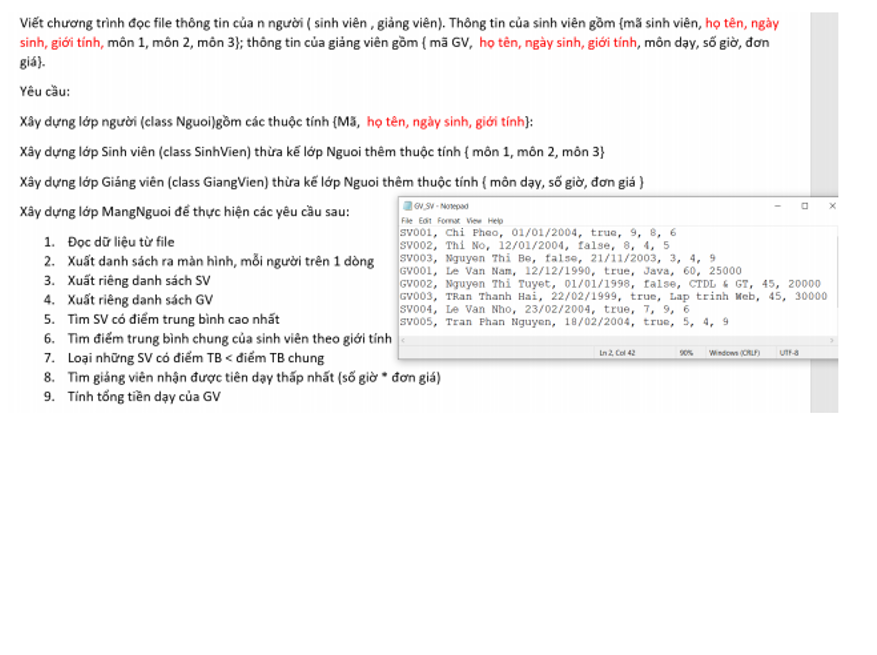 Viết chương trình đọc file thông tin của n người ( sinh viên , giảng viên). Thông tin của sinh viên gồm {mã sinh viên, họ tên, ngày
sinh, giới tính, môn 1, môn 2, môn 3}; thông tin của giảng viên gồm { mã GV, họ tên, ngày sinh, giới tính, môn dạy, số giờ, đơn
giá}.
Yêu cầu:
Xây dựng lớp người (class Nguoi)gồm các thuộc tính {Mã, họ tên, ngày sinh, giới tính}:
Xây dựng lớp Sinh viên (class SinhVien) thừa kế lớp Nguoi thêm thuộc tính { môn 1, môn 2, môn 3}
Xây dựng lớp Giảng viên (class GiangVien) thừa kế lớp Nguoi thêm thuộc tính { môn dạy, số giờ, đơn giá }
Xây dựng lớp MangNguoi để thực hiện các yêu cầu sau:
1. Đọc dữ liệu từ file
2. Xuất danh sách ra màn hình, mỗi người trên 1 dòng
3. Xuất riêng danh sách SV
4. Xuất riêng danh sách GV
5. Tìm SV có điểm trung bình cao nhất
6. Tìm điểm trung bình chung của sinh viên theo giới tính
7. Loại những SV có điểm TB < điểm TB chung
8. Tìm giảng viên nhận được tiên dạy thấp nhất (số giờ * đơn giá)
9. Tính tổng tiền dạy của GV
GV_SV - Notepad
File Edit Format View Help
SV001, Chi Pheo, 01/01/2004, true, 9, 8, 6
SV002, Thi No, 12/01/2004, false, 8, 4, 5
SV003, Nguyen Thi Be, false, 21/11/2003, 3, 4, 9
GV001, Le Van Nam, 12/12/1990, true, Java, 60, 25000
GV002, Nguyen Thi Tuyet, 01/01/1998, false, CTDL & GT, 45, 20000
GV003, TRan Thanh Hai, 22/02/1999, true, Lap trinh Web, 45, 30000
SV004, Le Van Nho, 23/02/2004, true, 7, 9, 6
SV005, Tran Phan Nguyen, 18/02/2004, true, 5, 4, 9
Ln 2, Col 42 90% Windows (CRLF) UTF-8